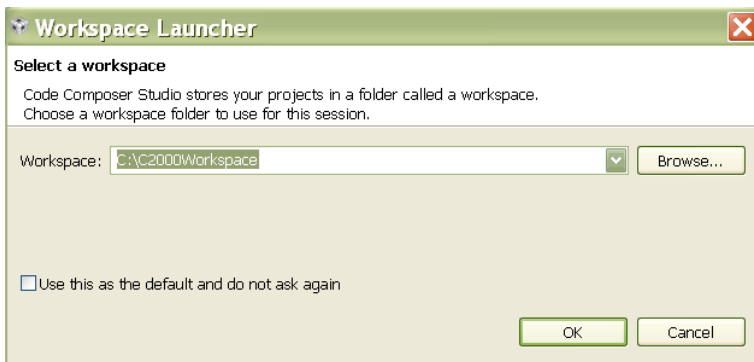 Workspace Launcher
Select a workspace
Code Composer Studio stores your projects in a folder called a workspace.
Choose a workspace folder to use for this session.
Workspace: C:\C2000Workspace Browse...
Use this as the default and do not ask again
OK Cancel